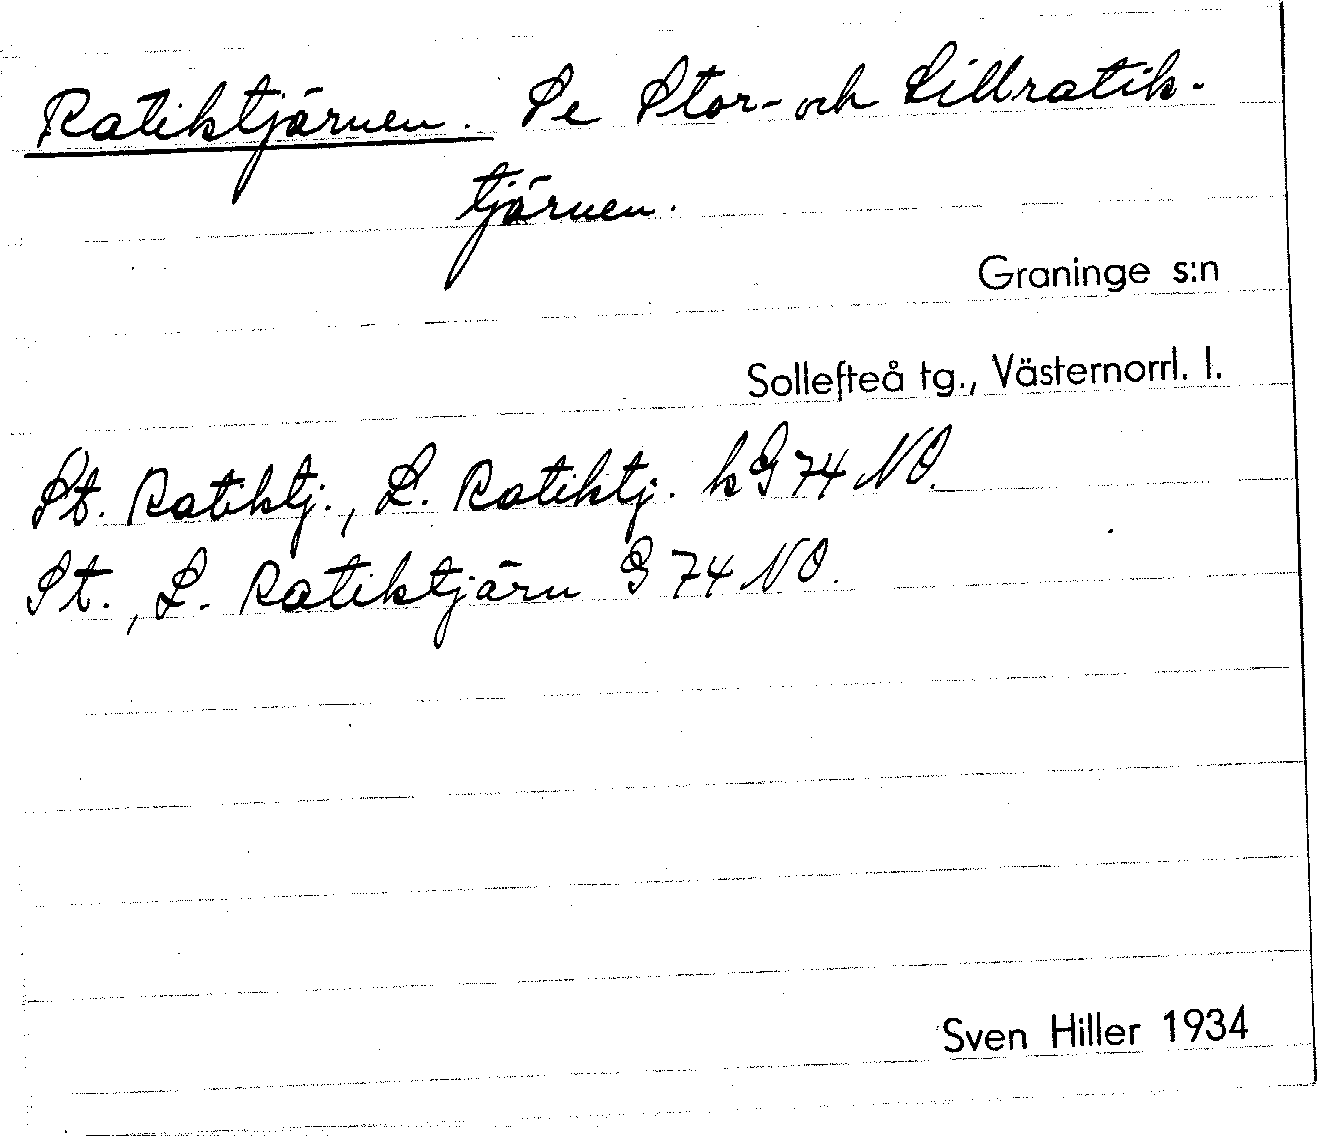 Ratiktjärnen. Se Stor- och Lillratik-
tjärnen.
Graninge s:n
Sollefteå tg., Västernorrl. l.
St. Ratiktj., L. Ratiktj. kG 74 NO.
St., L. Ratiktjärn G 74 NO.
Sven Hiller 1934